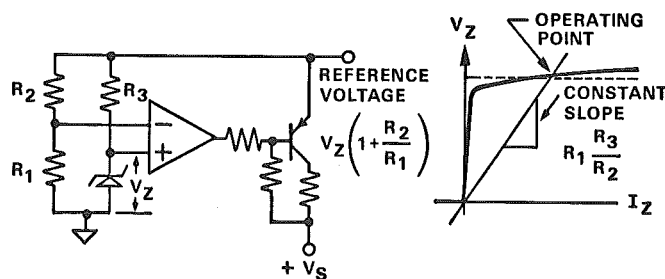 R2
R3
R1
−
+
VZ
REFERENCE
VOLTAGE
VZ(1+R2/R1)
+ VS
VZ
OPERATING
POINT
CONSTANT
SLOPE
R1 R3/R2
IZ